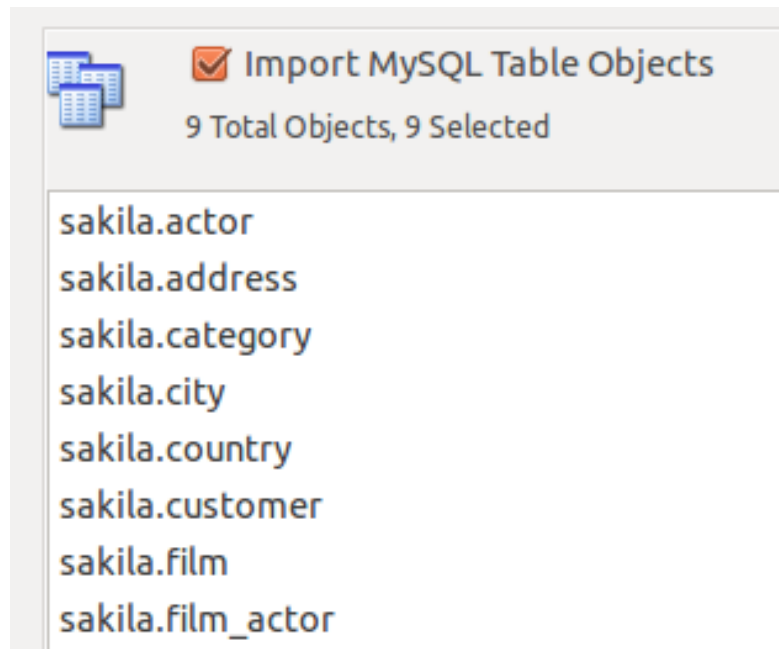 Import MySQL Table Objects
9 Total Objects, 9 Selected
sakila.actor
sakila.address
sakila.category
sakila.city
sakila.country
sakila.customer
sakila.film
sakila.film_actor